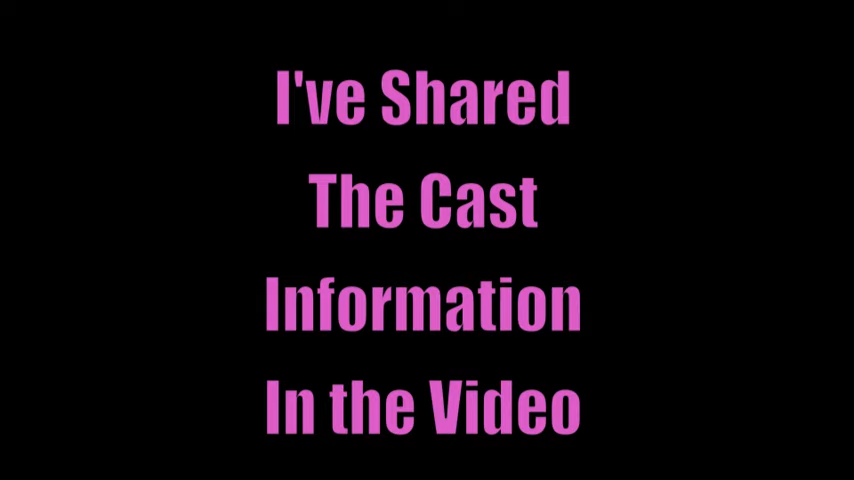 I've Shared
The Cast
Information
In the Video